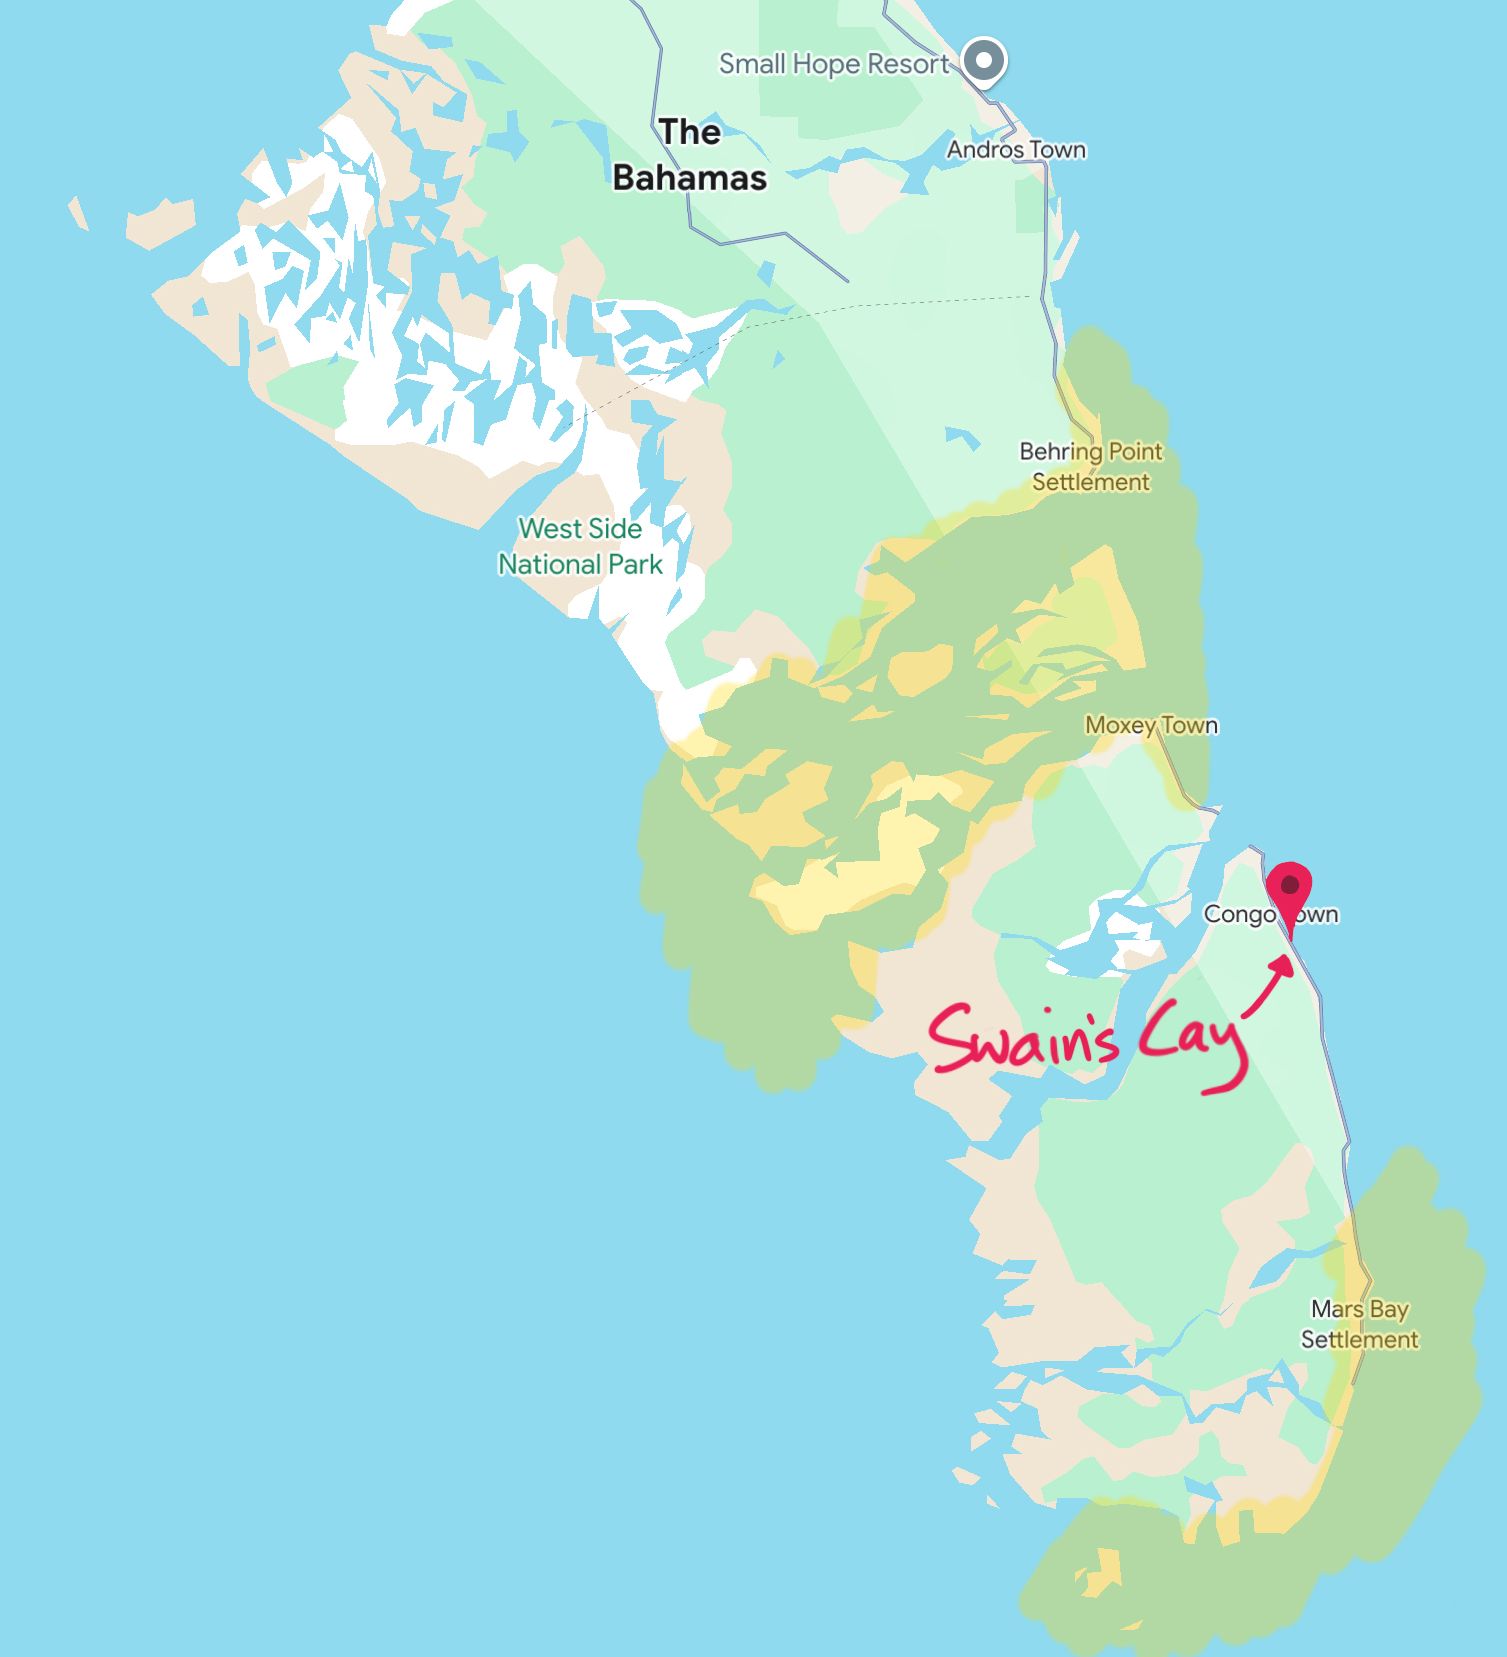 Small Hope Resort
The
Bahamas
Andros Town
Behring Point
Settlement
West Side
National Park
Moxey Town
Congo Town
Swain's Cay
Mars Bay
Settlement